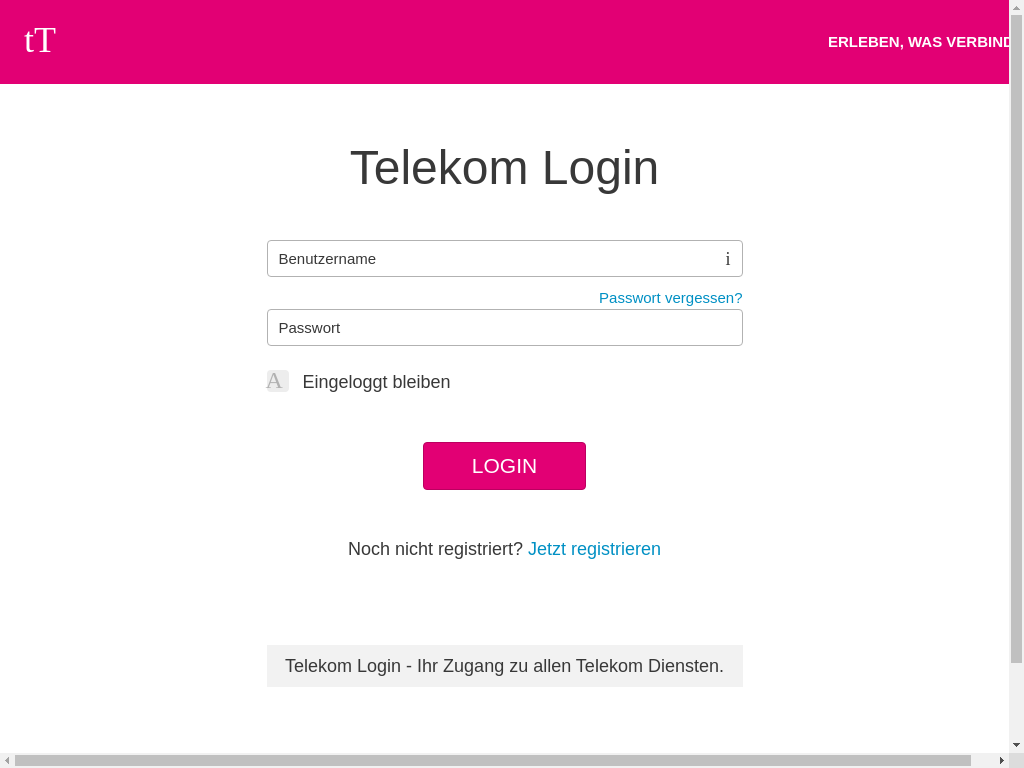 tT
ERLEBEN, WAS VERBIND
Telekom Login
Benutzername i
Passwort vergessen?
Passwort
A Eingeloggt bleiben
LOGIN
Noch nicht registriert? Jetzt registrieren
Telekom Login - Ihr Zugang zu allen Telekom Diensten.